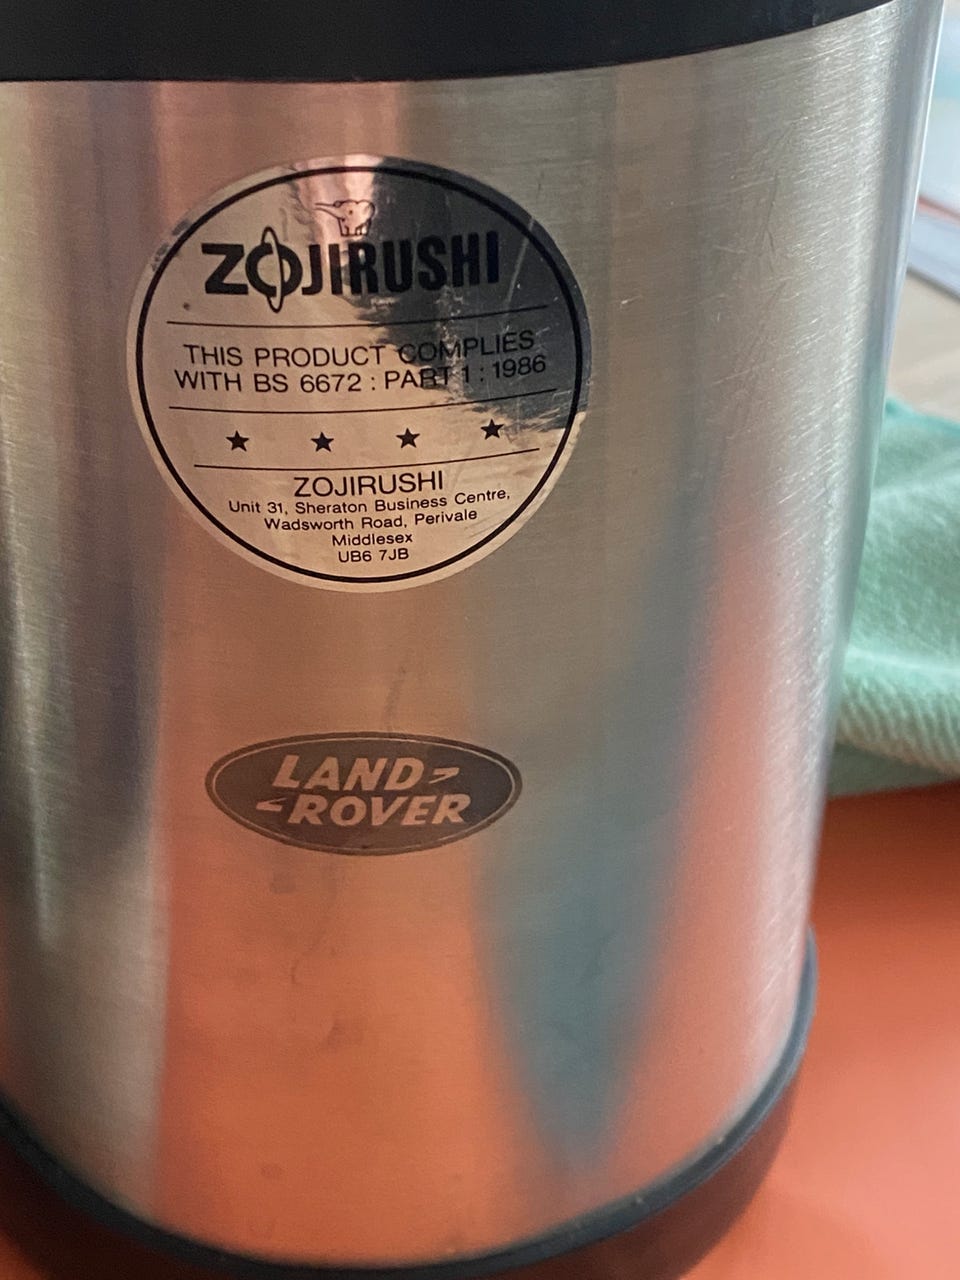 ZOJIRUSHI
THIS PRODUCT COMPLIES
WITH BS 6672 : PART 1 : 1986
★ ★ ★ ★
ZOJIRUSHI
Unit 31, Sheraton Business Centre,
Wadsworth Road, Perivale
Middlesex
UB6 7JB
LAND
ROVER